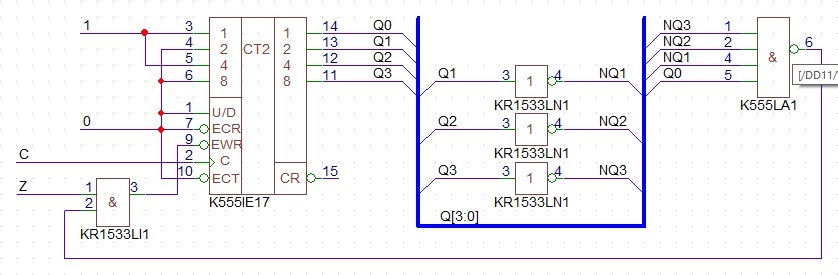 1 3 1 1 14 Q0
4 2 CT2 2 13 Q1
5 4 4 12 Q2
6 8 8 11 Q3
1 U/D
0 7 ECR
9 EWR
C 2 C
10 ECT CR 15
K555IE17
Z 1 & 3
2
KR1533LI1
Q1 3 1 4 NQ1
KR1533LN1
Q2 3 1 4 NQ2
KR1533LN1
Q3 3 1 4 NQ3
KR1533LN1
Q[3:0]
NQ3 1 & 6
NQ2 2
NQ1 4
Q0 5
K555LA1
[/DD11/